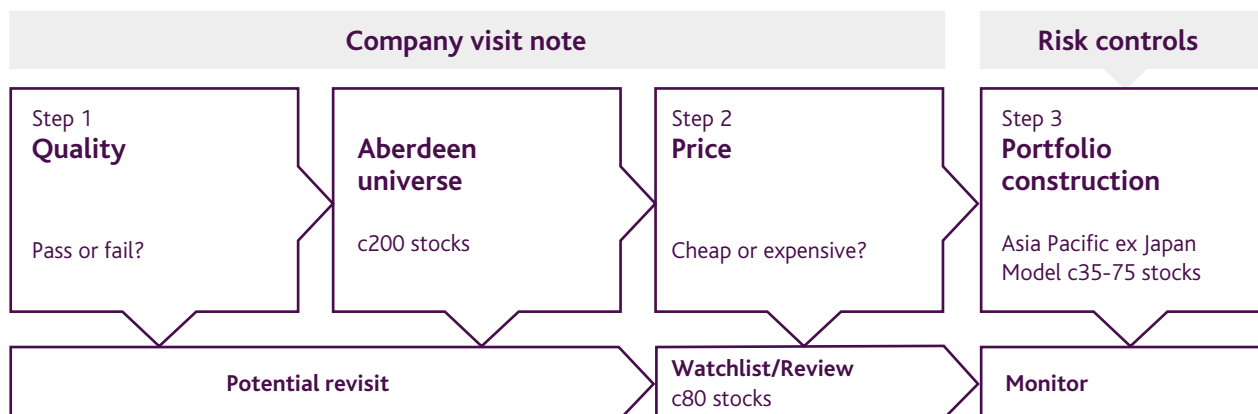 Company visit note
Risk controls
Step 1
Quality
Pass or fail?
Aberdeen
universe
c200 stocks
Step 2
Price
Cheap or expensive?
Step 3
Portfolio
construction
Asia Pacific ex Japan
Model c35-75 stocks
Potential revisit
Watchlist/Review
c80 stocks
Monitor